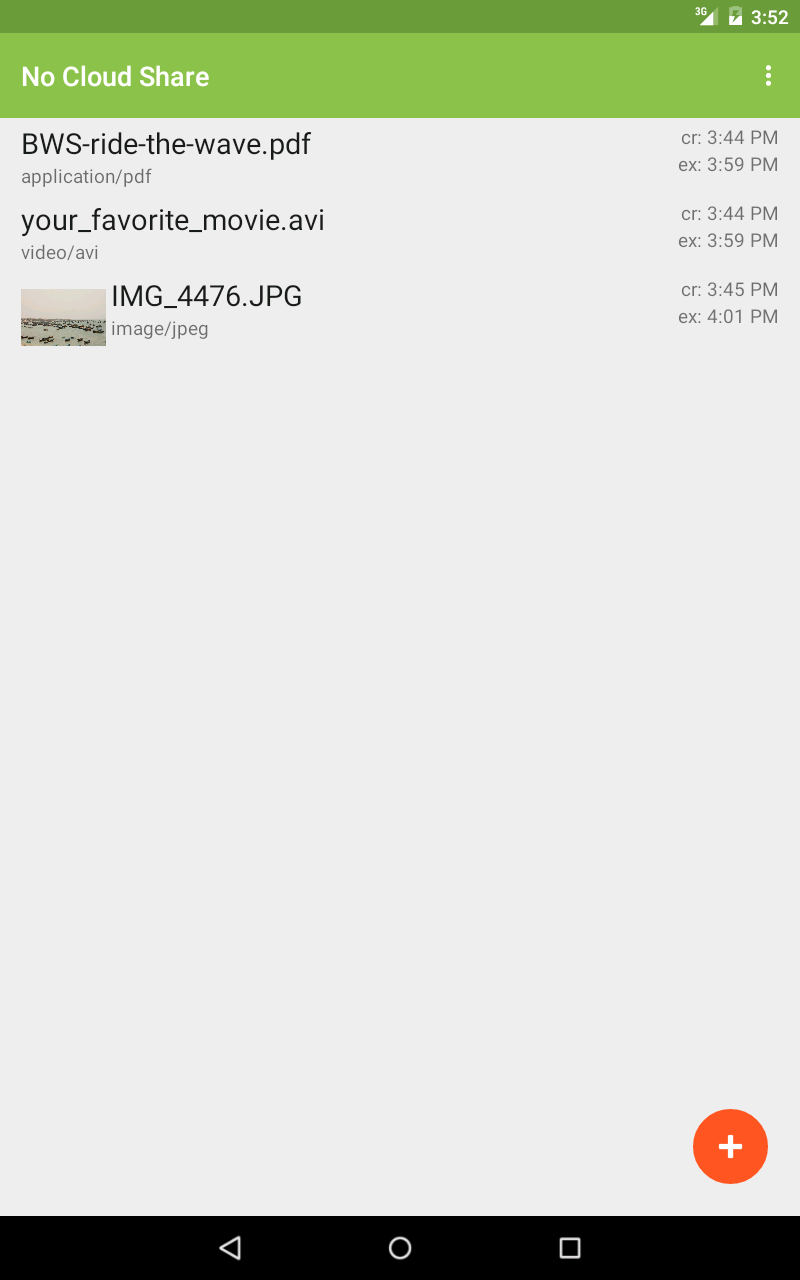 3G 3:52
No Cloud Share
BWS-ride-the-wave.pdf
cr: 3:44 PM
application/pdf
ex: 3:59 PM
your_favorite_movie.avi
cr: 3:44 PM
video/avi
ex: 3:59 PM
IMG_4476.JPG
cr: 3:45 PM
image/jpeg
ex: 4:01 PM